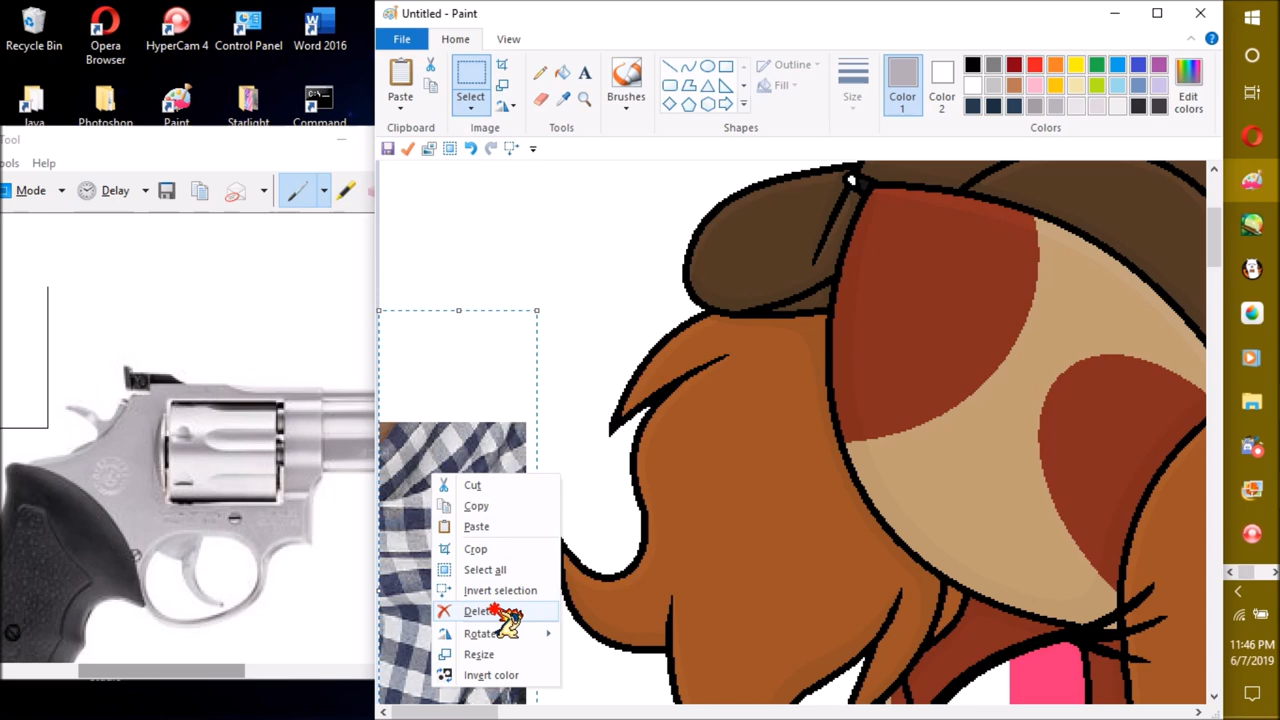 Recycle Bin
Opera Browser
HyperCam 4
Control Panel
Word 2016
Java
Photoshop
Paint
Starlight
Command
Tool
ools
Help
Mode
Delay
Untitled - Paint
File
Home
View
Paste
Clipboard
Select
Image
Tools
Brushes
Shapes
Outline
Fill
Size
Color 1
Color 2
Edit colors
Colors
Cut
Copy
Paste
Crop
Select all
Invert selection
Delet
Rotate
Resize
Invert color
11:46 PM
6/7/2019